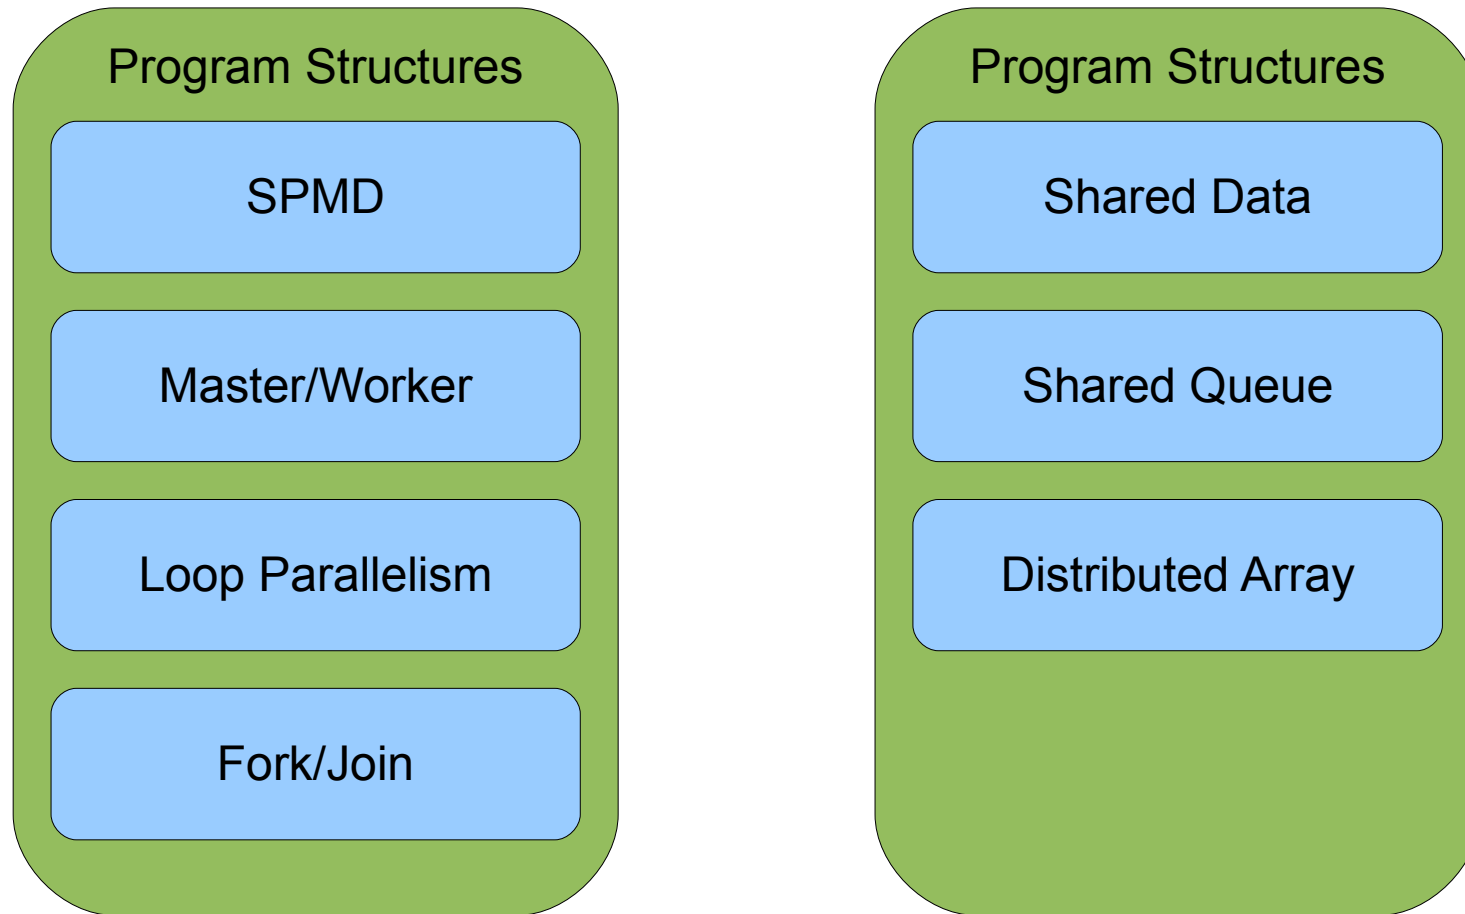 Program Structures
SPMD
Master/Worker
Loop Parallelism
Fork/Join
Program Structures
Shared Data
Shared Queue
Distributed Array